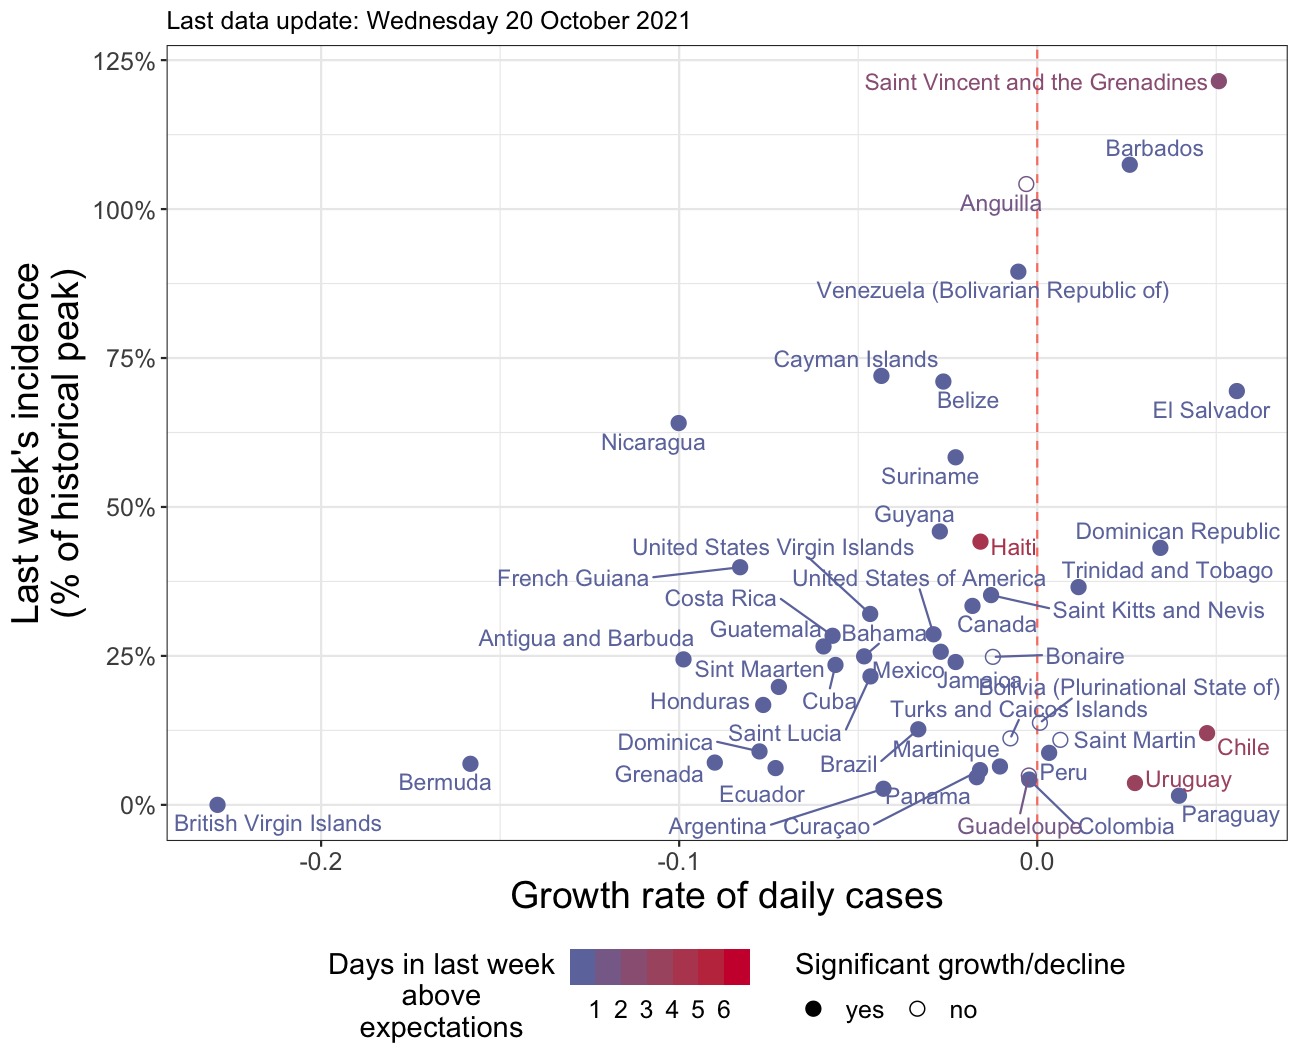 Last data update: Wednesday 20 October 2021
125%
Saint Vincent and the Grenadines
Barbados
Anguilla
100%
Venezuela (Bolivarian Republic of)
75%
Cayman Islands
Belize
El Salvador
Nicaragua
Suriname
50%
Guyana
Haiti
Dominican Republic
United States Virgin Islands
French Guiana
United States of America
Trinidad and Tobago
Costa Rica
Saint Kitts and Nevis
Canada
Guatemala
Bahamas
Antigua and Barbuda
25%
Bonaire
Sint Maarten
Mexico
Jamaica
Bolivia (Plurinational State of)
Honduras
Cuba
Turks and Caicos Islands
Saint Lucia
Dominica
Martinique
Saint Martin
Chile
Brazil
Grenada
Peru
Uruguay
Bermuda
Ecuador
Panama
0%
Paraguay
British Virgin Islands
Argentina
Curaçao
Guadeloupe
Colombia
Last week's incidence
(% of historical peak)
-0.2
-0.1
0.0
Growth rate of daily cases
Days in last week
above
expectations
1 2 3 4 5 6
Significant growth/decline
yes
no